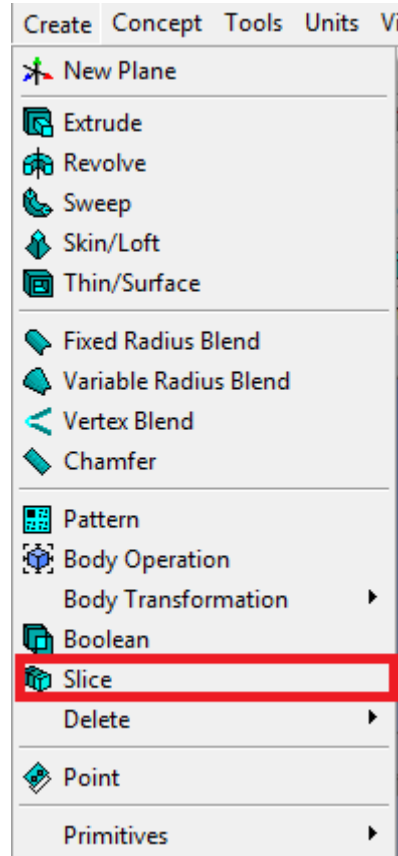 Create Concept Tools Units
New Plane
Extrude
Revolve
Sweep
Skin/Loft
Thin/Surface
Fixed Radius Blend
Variable Radius Blend
Vertex Blend
Chamfer
Pattern
Body Operation
Body Transformation
Boolean
Slice
Delete
Point
Primitives